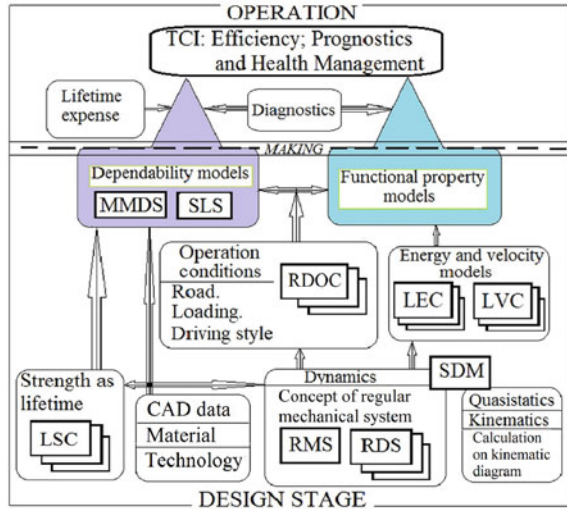 OPERATION
TCI: Efficiency; Prognostics
and Health Management
Lifetime
expense
Diagnostics
MAKING
Dependability models
MMDS
SLS
Functional property
models
Operation
conditions
Road.
Loading.
Driving style
RDOC
Energy and velocity
models
LEC
LVC
Strength as
lifetime
LSC
CAD data
Material
Technology
Dynamics
SDM
Concept of regular
mechanical system
RMS
RDS
Quasistatics
Kinematics
Calculation
on kinematic
diagram
DESIGN STAGE